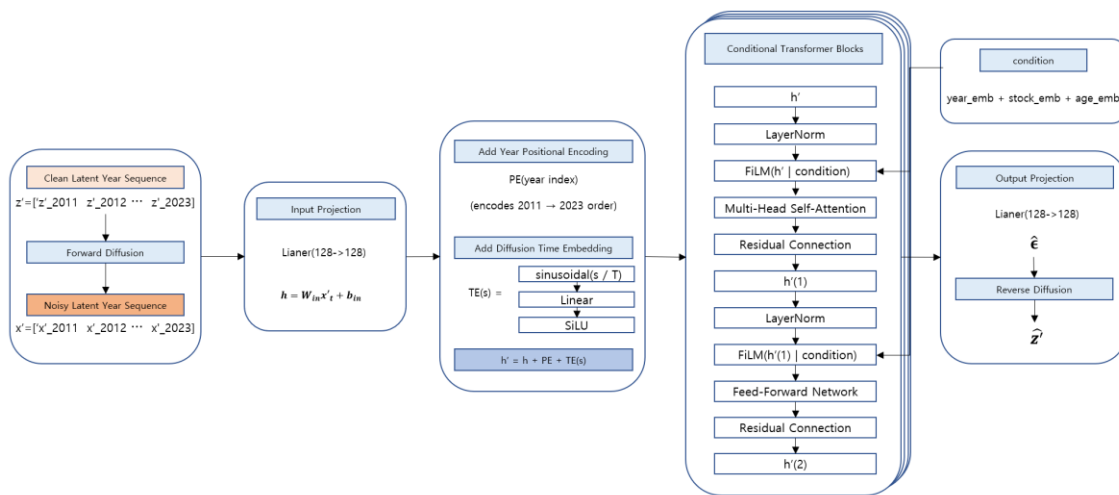 Clean Latent Year Sequence
z'=['z'_2011 z'_2012 ⋯ z'_2023]
Forward Diffusion
Noisy Latent Year Sequence
x'=['x'_2011 x'_2012 ⋯ x'_2023]
Input Projection
Lianer(128->128)
h = W_in x'_t + b_in
Add Year Positional Encoding
PE(year index)
(encodes 2011 → 2023 order)
Add Diffusion Time Embedding
TE(s) =
sinusoidal(s / T)
Linear
SiLU
h' = h + PE + TE(s)
Conditional Transformer Blocks
h'
LayerNorm
FiLM(h' | condition)
Multi-Head Self-Attention
Residual Connection
h'(1)
LayerNorm
FiLM(h'(1) | condition)
Feed-Forward Network
Residual Connection
h'(2)
condition
year_emb + stock_emb + age_emb
Output Projection
Lianer(128->128)
ϵ̂
Reverse Diffusion
ẑ'